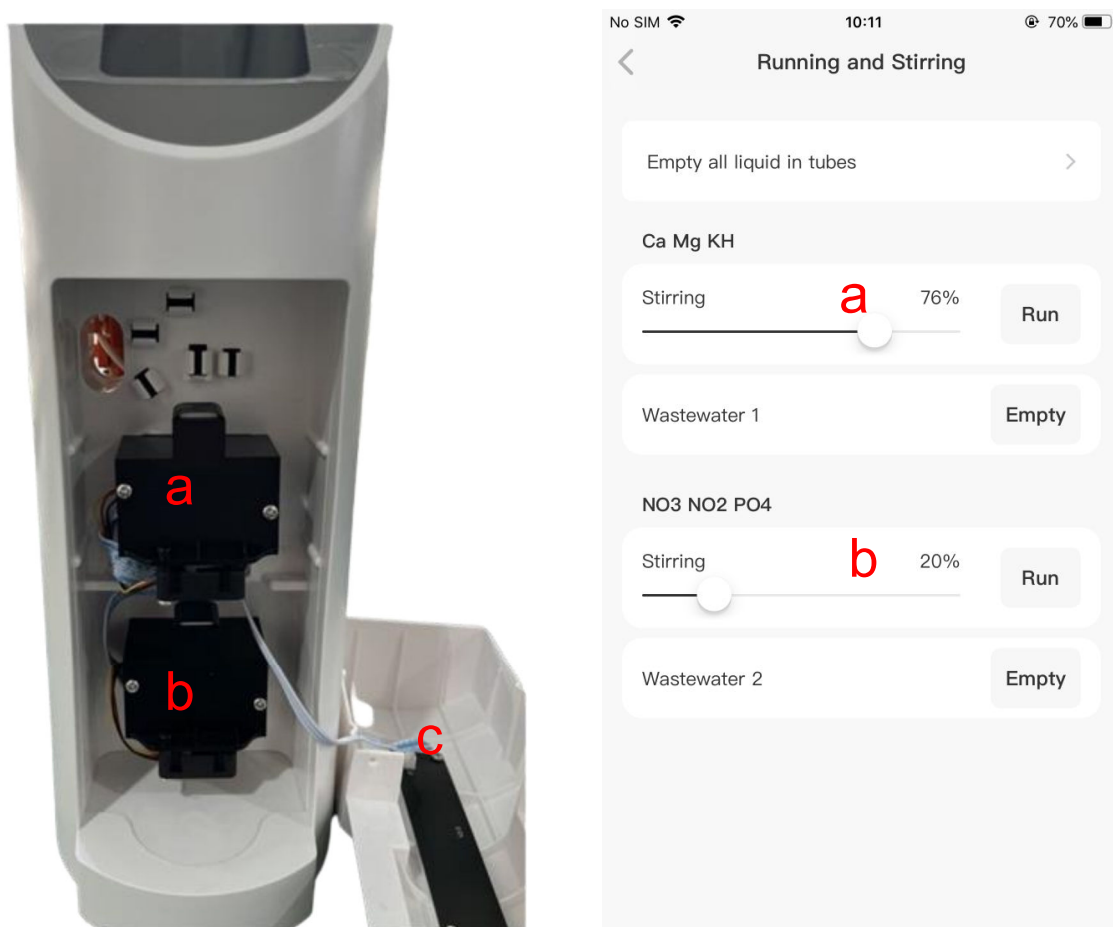 No SIM
10:11
70%
Running and Stirring
Empty all liquid in tubes
Ca Mg KH
Stirring
a
76%
Run
Wastewater 1
Empty
NO3 NO2 PO4
Stirring
b
20%
Run
Wastewater 2
Empty
a
b
c